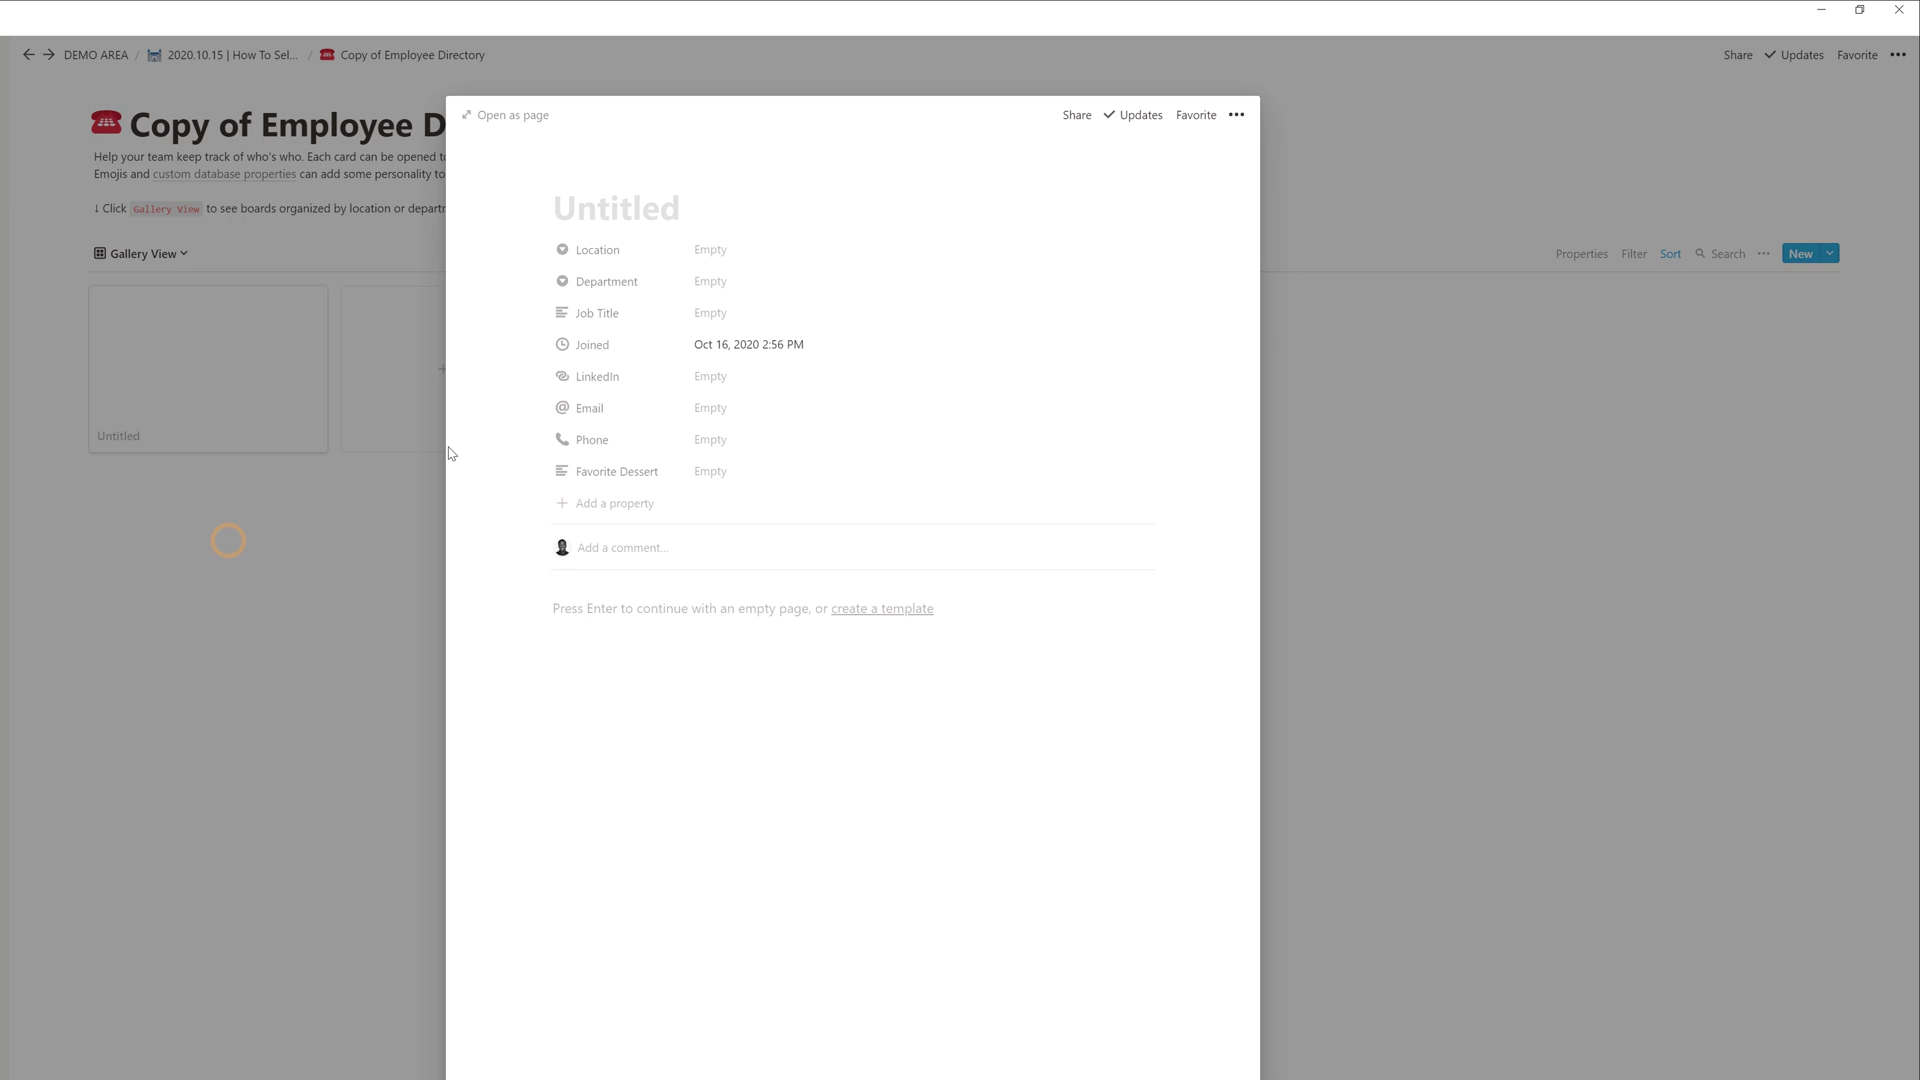 DEMO AREA / 2020.10.15 | How To Sel... / Copy of Employee Directory
Share Updates Favorite
Copy of Employee D
Help your team keep track of who's who. Each card can be opened to
Emojis and custom database properties can add some personality to
↓ Click Gallery View to see boards organized by location or departm
Gallery View
Properties Filter Sort Search New
Untitled
Open as page
Share Updates Favorite
Untitled
Location Empty
Department Empty
Job Title Empty
Joined Oct 16, 2020 2:56 PM
LinkedIn Empty
Email Empty
Phone Empty
Favorite Dessert Empty
Add a property
Add a comment...
Press Enter to continue with an empty page, or create a template